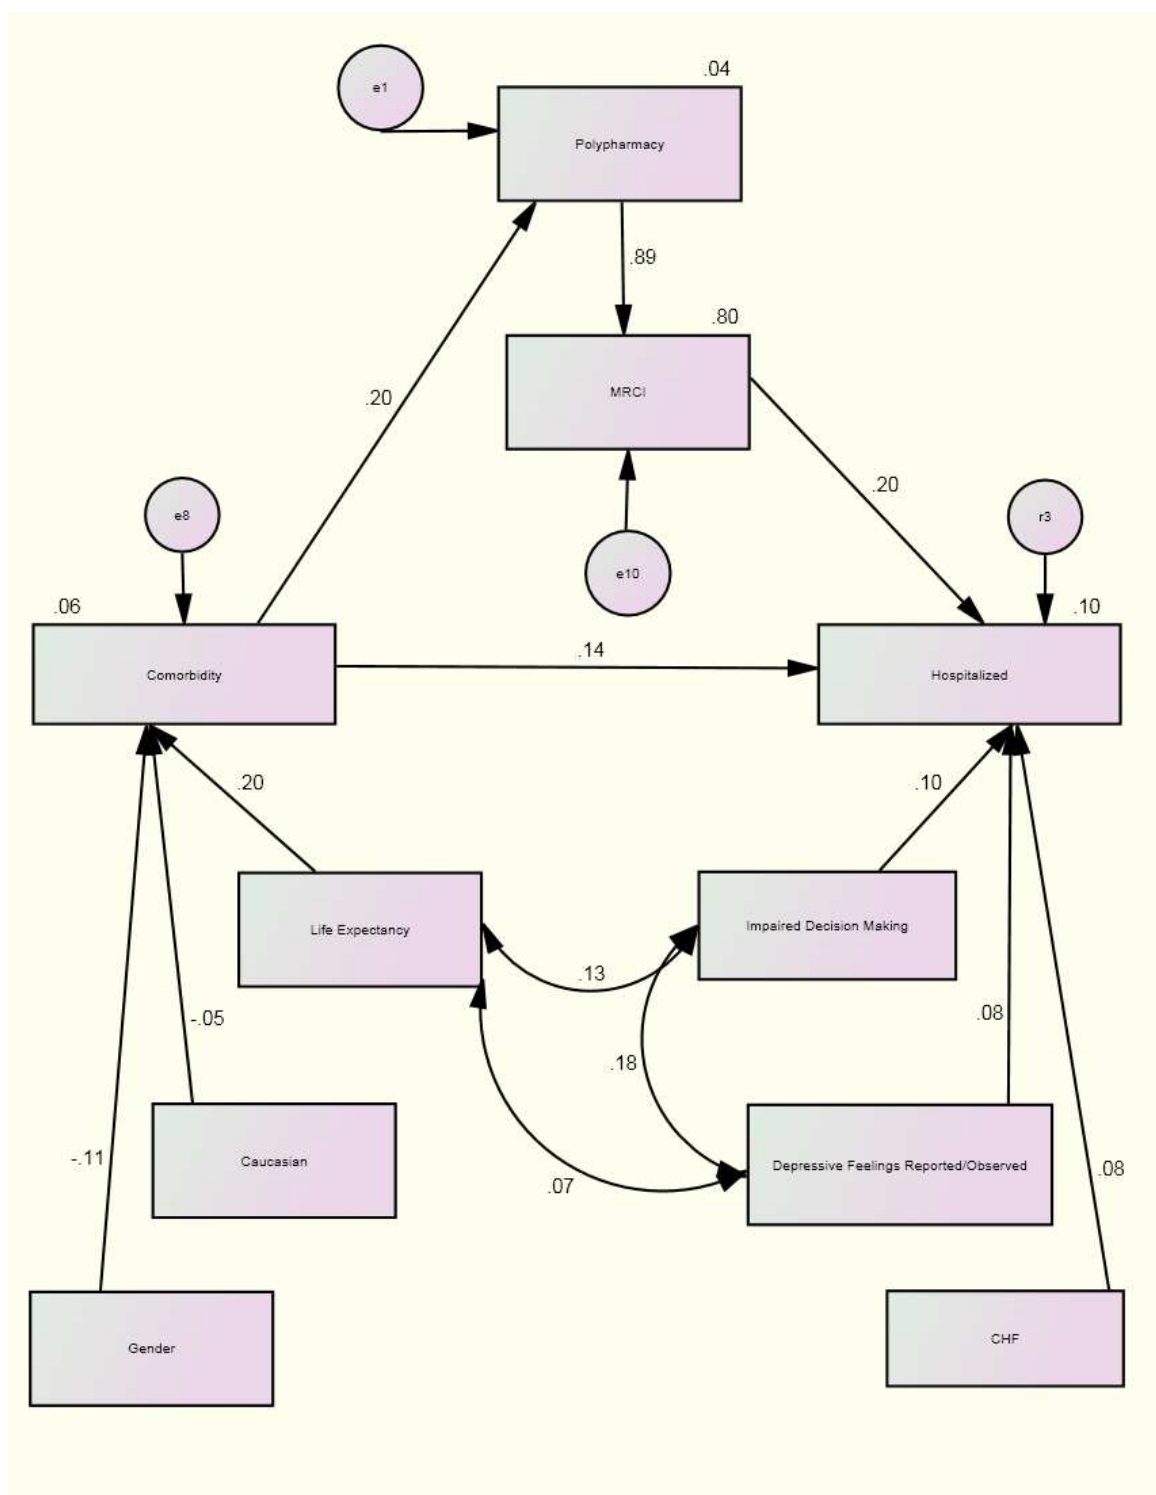 .04
e1
Polypharmacy
.89
.80
MRCI
.20
.20
e8
r3
e10
.06
.10
.14
Comorbidity
Hospitalized
.20
.10
Life Expectancy
Impaired Decision Making
.13
-.05
.08
.18
Caucasian
Depressive Feelings Reported/Observed
-.11
.07
.08
Gender
CHF